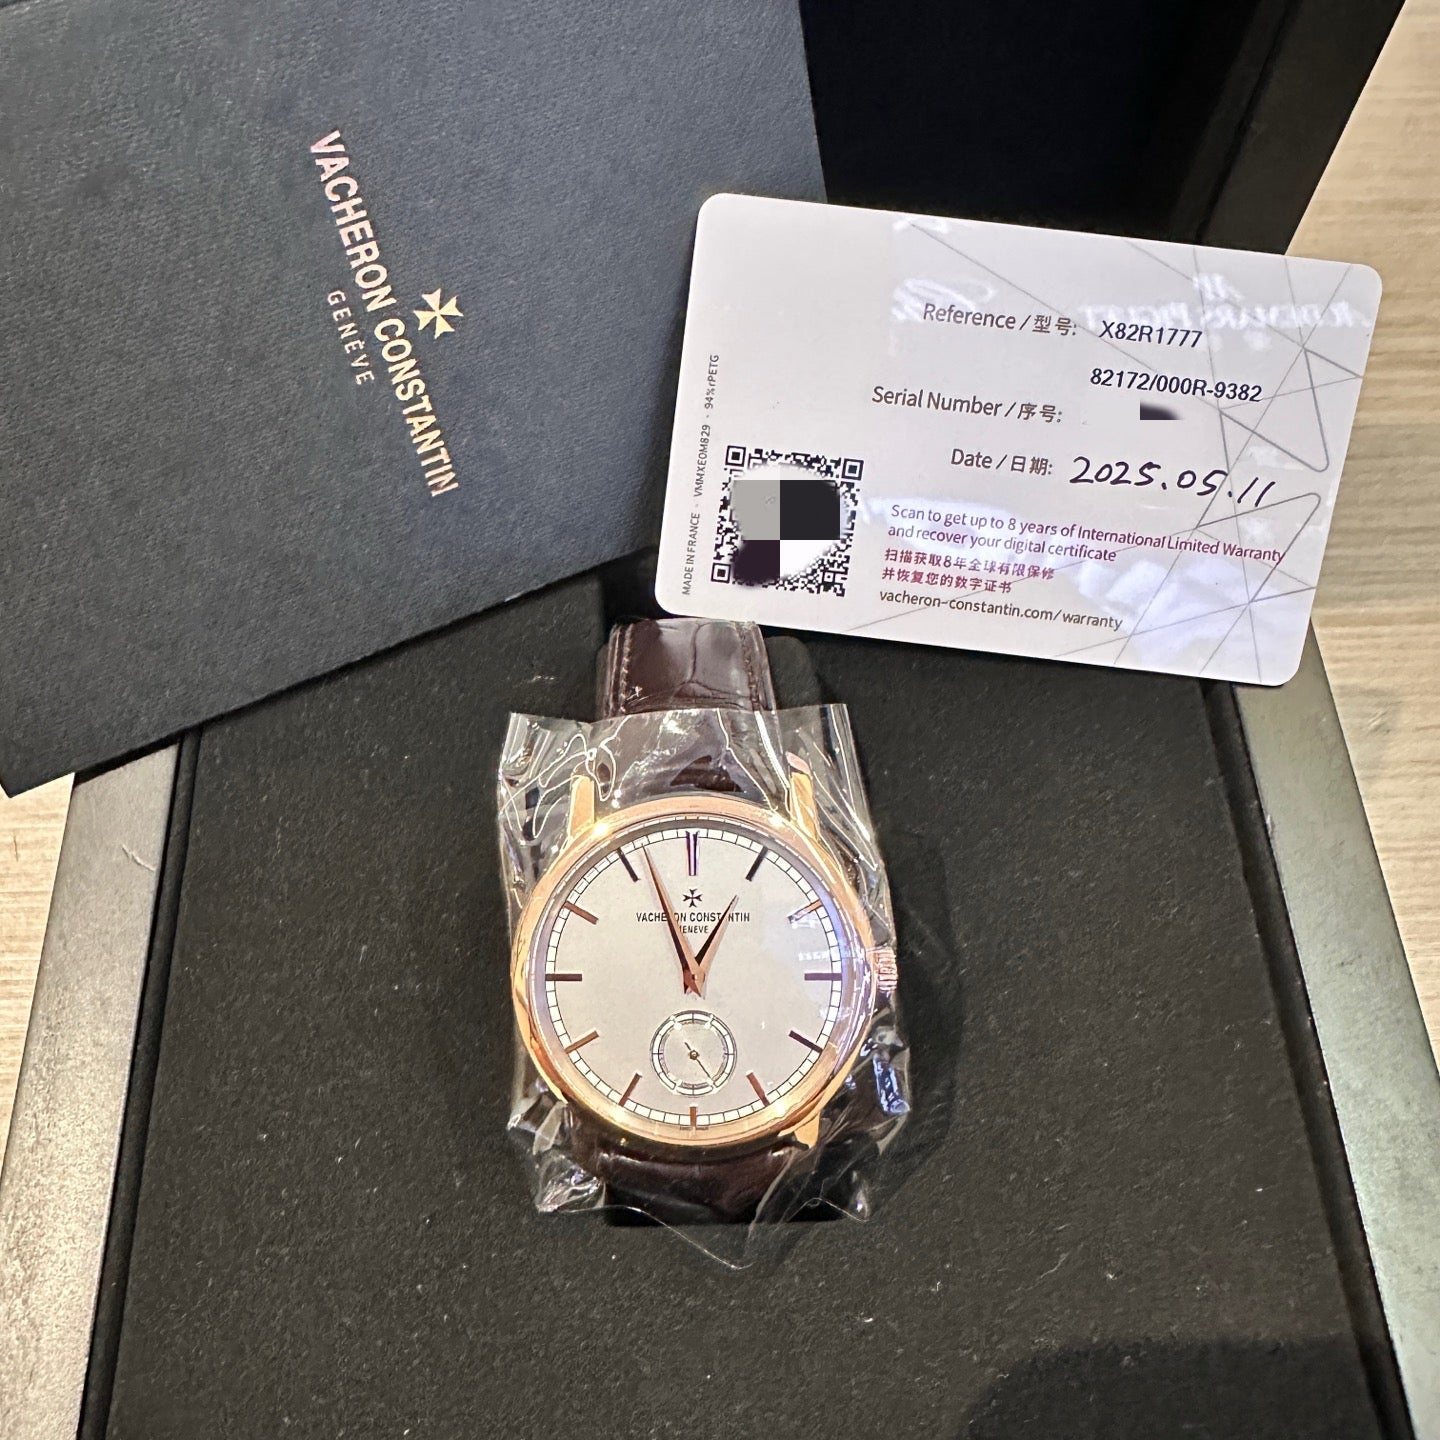 VACHERON CONSTANTIN
GENÈVE
Reference / 型号: X82R1777
82172/000R-9382
Serial Number / 序号:
Date / 日期: 2025.05.11
Scan to get up to 8 years of International Limited Warranty
and recover your digital certificate
扫描获取8年全球有限保修
并恢复您的数字证书
vacheron-constantin.com/warranty
MADE IN FRANCE - VMMXEOM829 - 94% rPETG
VACHERON CONSTANTIN
GENÈVE